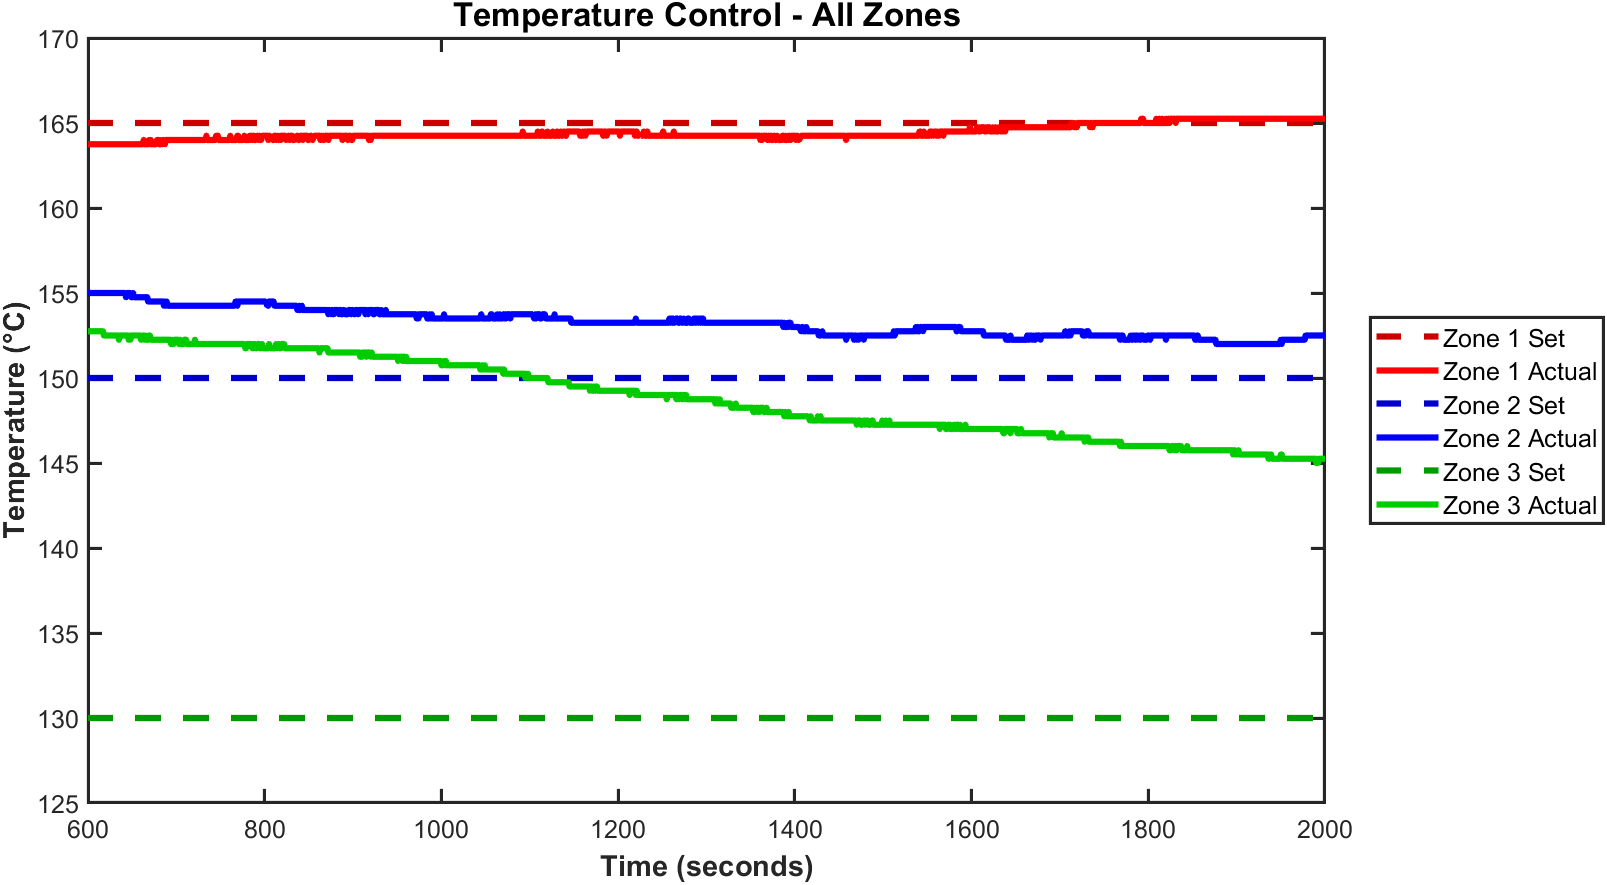 Temperature Control - All Zones
170
165
160
155
150
145
140
135
130
125
Temperature (°C)
600 800 1000 1200 1400 1600 1800 2000
Time (seconds)
Zone 1 Set
Zone 1 Actual
Zone 2 Set
Zone 2 Actual
Zone 3 Set
Zone 3 Actual